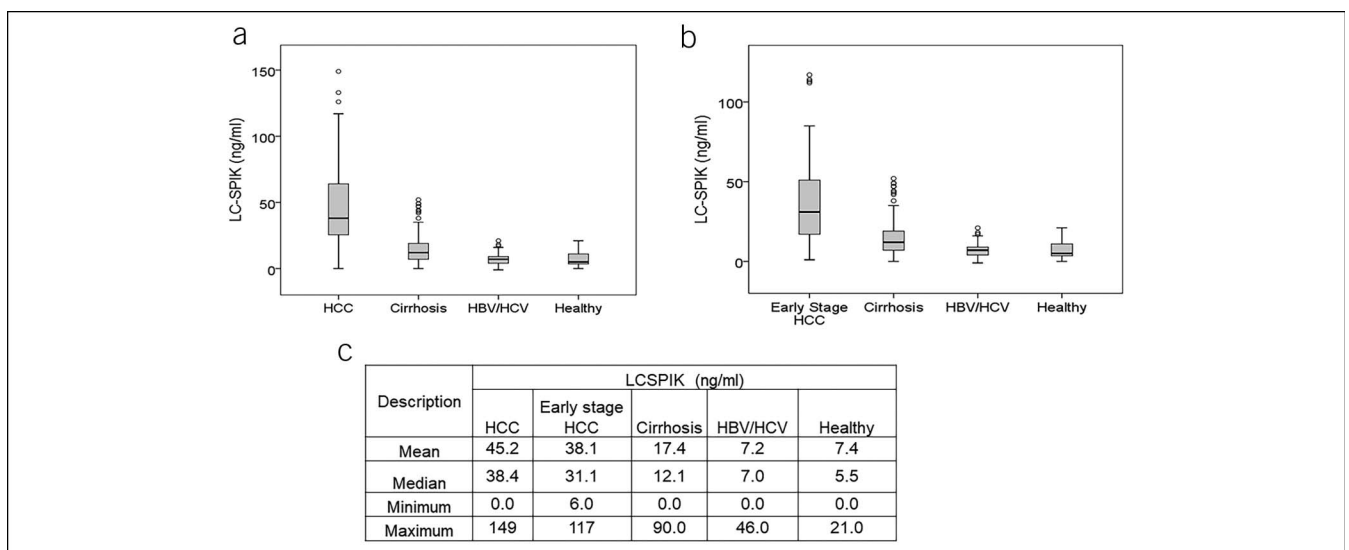 a
LC-SPIK (ng/ml)
150
100
50
0
HCC Cirrhosis HBV/HCV Healthy
b
LC-SPIK (ng/ml)
100
50
0
Early Stage
HCC
Cirrhosis HBV/HCV Healthy
c
Description
LCSPIK (ng/ml)
HCC
Early stage
HCC
Cirrhosis HBV/HCV Healthy
Mean 45.2 38.1 17.4 7.2 7.4
Median 38.4 31.1 12.1 7.0 5.5
Minimum 0.0 6.0 0.0 0.0 0.0
Maximum 149 117 90.0 46.0 21.0